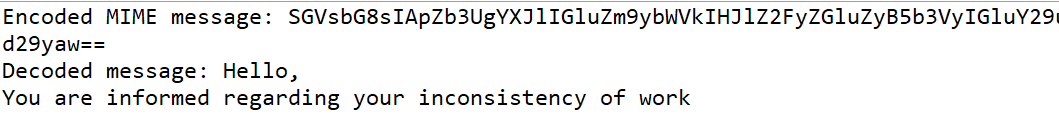 Encoded MIME message: SGVsbG8sIApZb3UgYXJlIGluZm9ybWVkIHJlZ2FyZGluZyB5b3VyIGluY29u
d29yaw==
Decoded message: Hello,
You are informed regarding your inconsistency of work